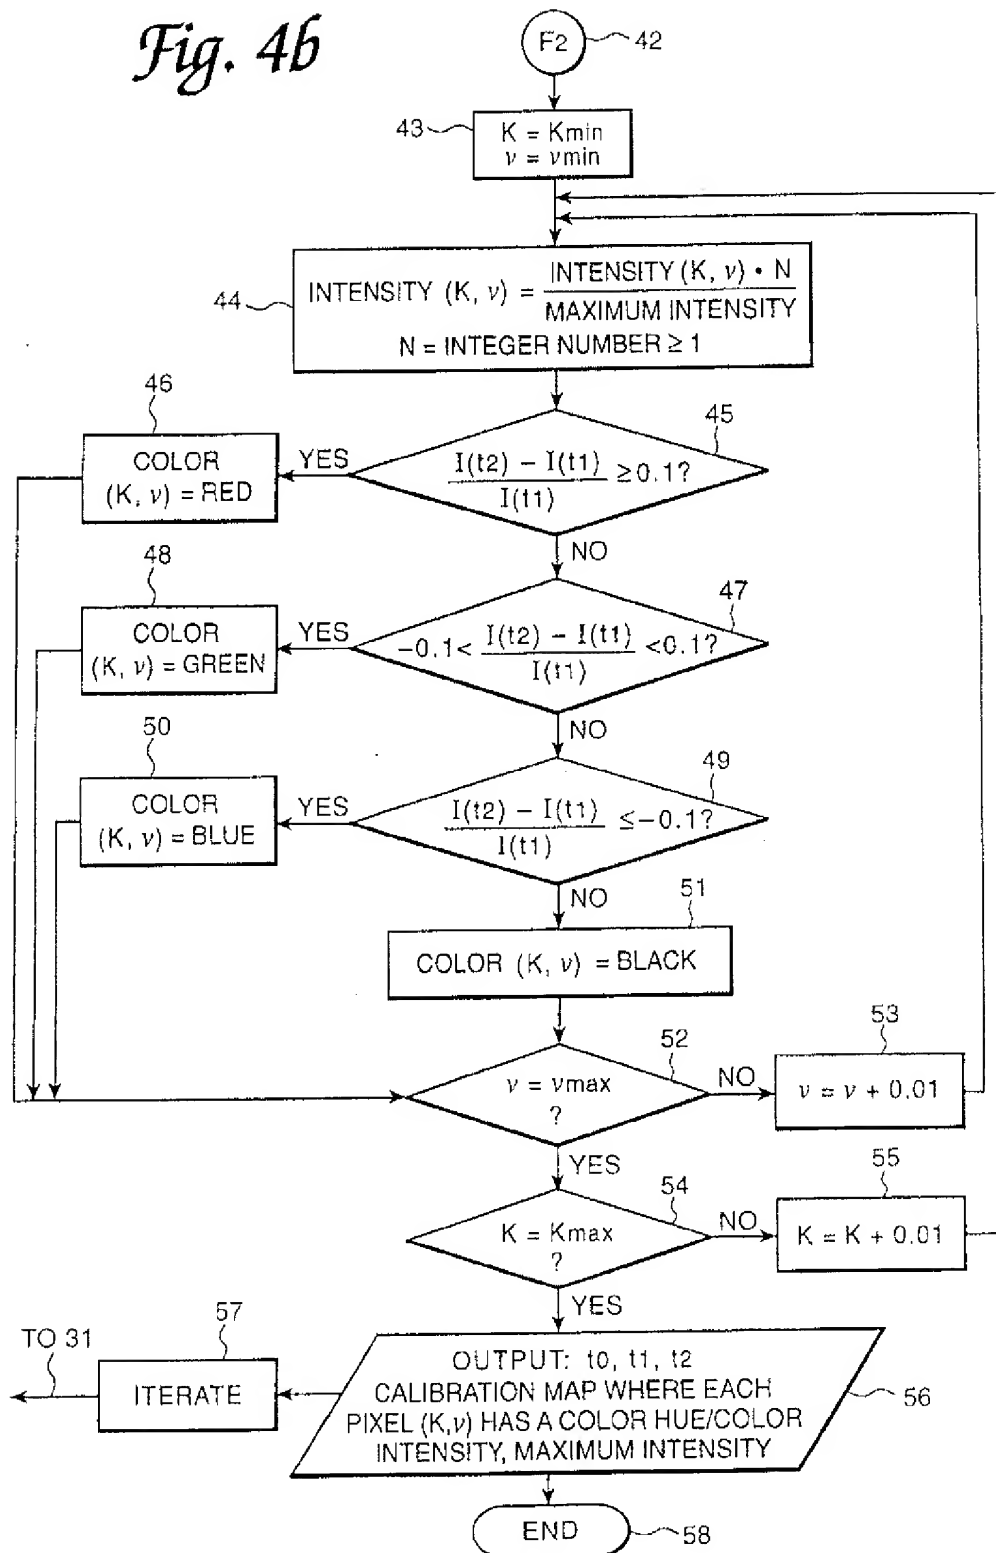 Fig. 4b
F2
42
43
K = Kmin
ν = νmin
44
INTENSITY (K, ν) = INTENSITY (K, ν) • N
MAXIMUM INTENSITY
N = INTEGER NUMBER ≥ 1
46
45
COLOR
(K, ν) = RED
YES
I(t2) − I(t1)
I(t1)
≥ 0.1?
NO
48
47
COLOR
(K, ν) = GREEN
YES
−0.1 < I(t2) − I(t1) < 0.1?
I(t1)
NO
50
49
COLOR
(K, ν) = BLUE
YES
I(t2) − I(t1)
I(t1)
≤ −0.1?
NO
51
COLOR (K, ν) = BLACK
52
53
ν = νmax
?
NO
ν = ν + 0.01
YES
54
55
K = Kmax
?
NO
K = K + 0.01
YES
57
TO 31
ITERATE
OUTPUT: t0, t1, t2
CALIBRATION MAP WHERE EACH
PIXEL (K,ν) HAS A COLOR HUE/COLOR
INTENSITY, MAXIMUM INTENSITY
56
END
58